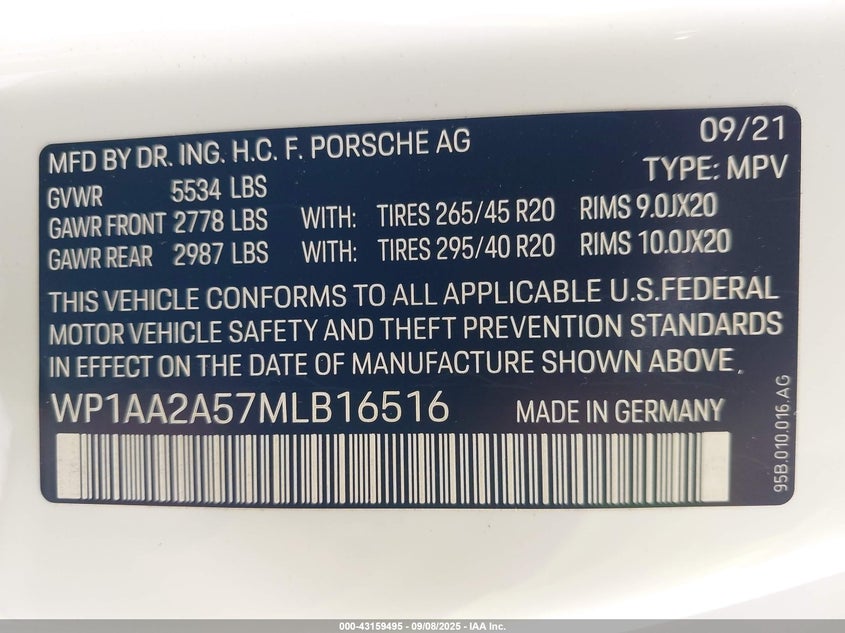 MFD BY DR. ING. H.C. F. PORSCHE AG 09/21
TYPE: MPV
GVWR 5534 LBS
GAWR FRONT 2778 LBS WITH: TIRES 265/45 R20 RIMS 9.0JX20
GAWR REAR 2987 LBS WITH: TIRES 295/40 R20 RIMS 10.0JX20
THIS VEHICLE CONFORMS TO ALL APPLICABLE U.S.FEDERAL
MOTOR VEHICLE SAFETY AND THEFT PREVENTION STANDARDS
IN EFFECT ON THE DATE OF MANUFACTURE SHOWN ABOVE.
WP1AA2A57MLB16516 MADE IN GERMANY
95B.010.016.AG
000-43159495 - 09/08/2025 - IAA Inc.